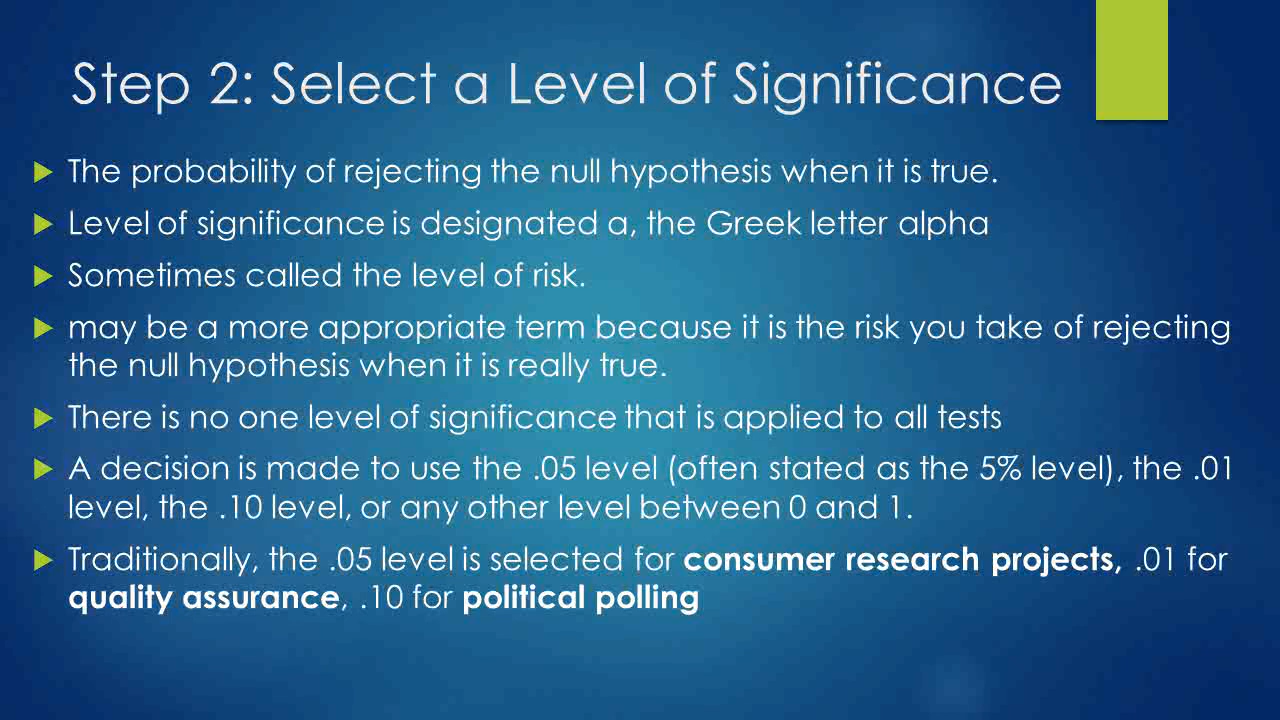 Step 2: Select a Level of Significance
The probability of rejecting the null hypothesis when it is true.
Level of significance is designated a, the Greek letter alpha
Sometimes called the level of risk.
may be a more appropriate term because it is the risk you take of rejecting
the null hypothesis when it is really true.
There is no one level of significance that is applied to all tests
A decision is made to use the .05 level (often stated as the 5% level), the .01
level, the .10 level, or any other level between 0 and 1.
Traditionally, the .05 level is selected for consumer research projects, .01 for
quality assurance, .10 for political polling